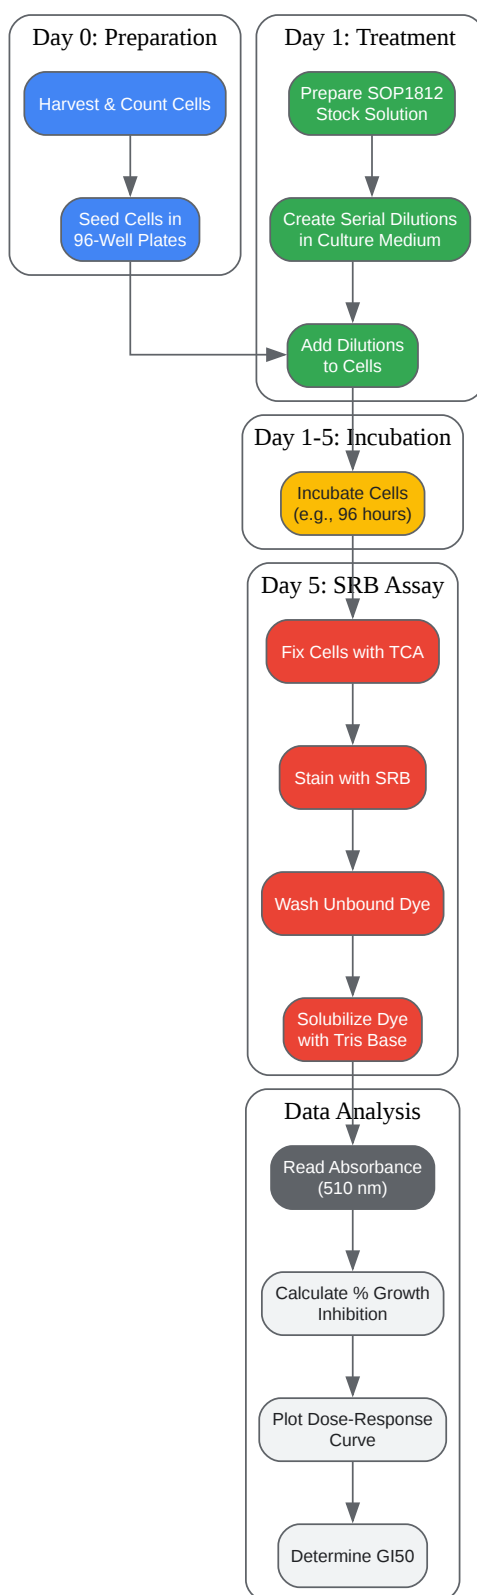 Day 0: Preparation
Harvest & Count Cells
Seed Cells in
96-Well Plates
Day 1: Treatment
Prepare SOP1812
Stock Solution
Create Serial Dilutions
in Culture Medium
Add Dilutions
to Cells
Day 1-5: Incubation
Incubate Cells
(e.g., 96 hours)
Day 5: SRB Assay
Fix Cells with TCA
Stain with SRB
Wash Unbound Dye
Solubilize Dye
with Tris Base
Data Analysis
Read Absorbance
(510 nm)
Calculate % Growth
Inhibition
Plot Dose-Response
Curve
Determine GI50